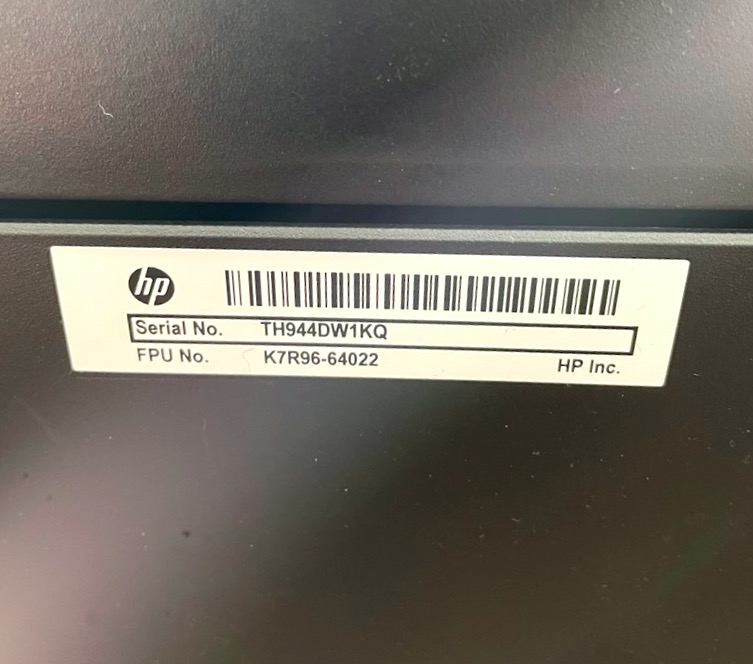 hp
Serial No. TH944DW1KQ
FPU No. K7R96-64022
HP Inc.